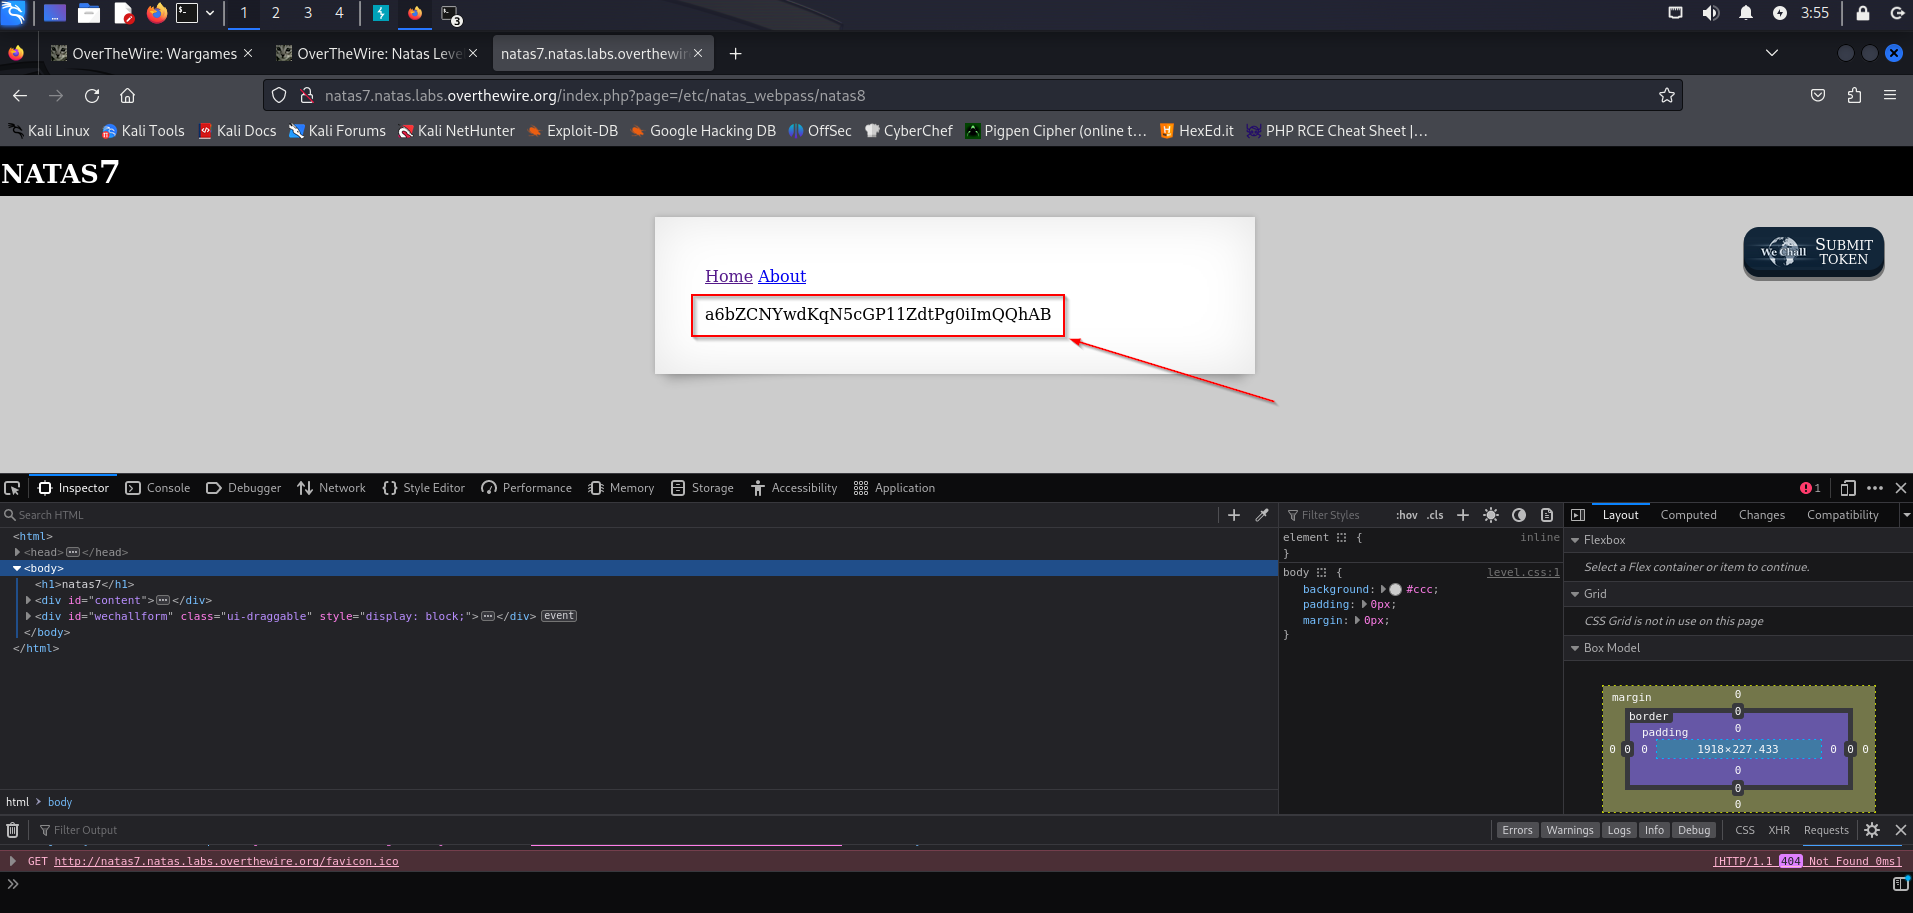 1 2 3 4 3 3:55
OverTheWire: Wargames OverTheWire: Natas Leve natas7.natas.labs.overthewir
natas7.natas.labs.overthewire.org/index.php?page=/etc/natas_webpass/natas8
Kali Linux Kali Tools Kali Docs Kali Forums Kali NetHunter Exploit-DB Google Hacking DB OffSec CyberChef Pigpen Cipher (online t… HexEd.it PHP RCE Cheat Sheet |…
NATAS7
Home About
a6bZCNYwdKqN5cGP11ZdtPg0iImQQhAB
We Chall SUBMIT
TOKEN
Inspector Console Debugger Network Style Editor Performance Memory Storage Accessibility Application 1
Search HTML
<html>
<head></head>
<body>
<h1>natas7</h1>
<div id="content"></div>
<div id="wechallform" class="ui-draggable" style="display: block;"></div> event
</body>
</html>
Filter Styles :hov .cls
element { inline
}
body { level.css:1
background: #ccc;
padding: 0px;
margin: 0px;
}
Layout Computed Changes Compatibility
Flexbox
Select a Flex container or item to continue.
Grid
CSS Grid is not in use on this page
Box Model
margin 0
border 0
padding 0
0 0 0 1918×227.433 0 0 0
0
0
0
html body
Filter Output Errors Warnings Logs Info Debug CSS XHR Requests
GET http://natas7.natas.labs.overthewire.org/favicon.ico [HTTP/1.1 404 Not Found 0ms]